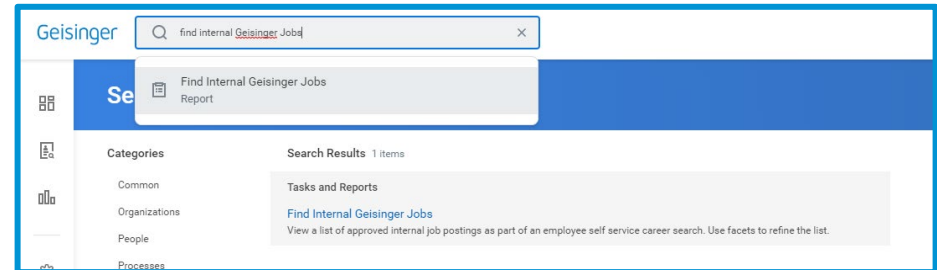 Geisinger
find internal Geisinger Jobs
Find Internal Geisinger Jobs
Report
Se
Categories
Search Results 1 items
Common
Tasks and Reports
Organizations
Find Internal Geisinger Jobs
People
View a list of approved internal job postings as part of an employee self service career search. Use facets to refine the list.
Processes